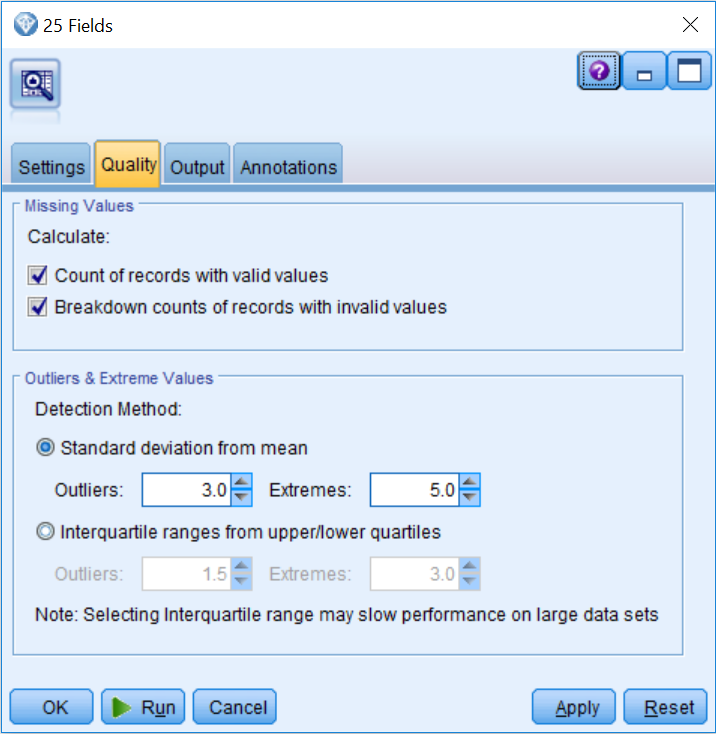 25 Fields
Settings Quality Output Annotations
Missing Values
Calculate:
Count of records with valid values
Breakdown counts of records with invalid values
Outliers & Extreme Values
Detection Method:
Standard deviation from mean
Outliers: 3.0 Extremes: 5.0
Interquartile ranges from upper/lower quartiles
Outliers: 1.5 Extremes: 3.0
Note: Selecting Interquartile range may slow performance on large data sets
OK Run Cancel Apply Reset